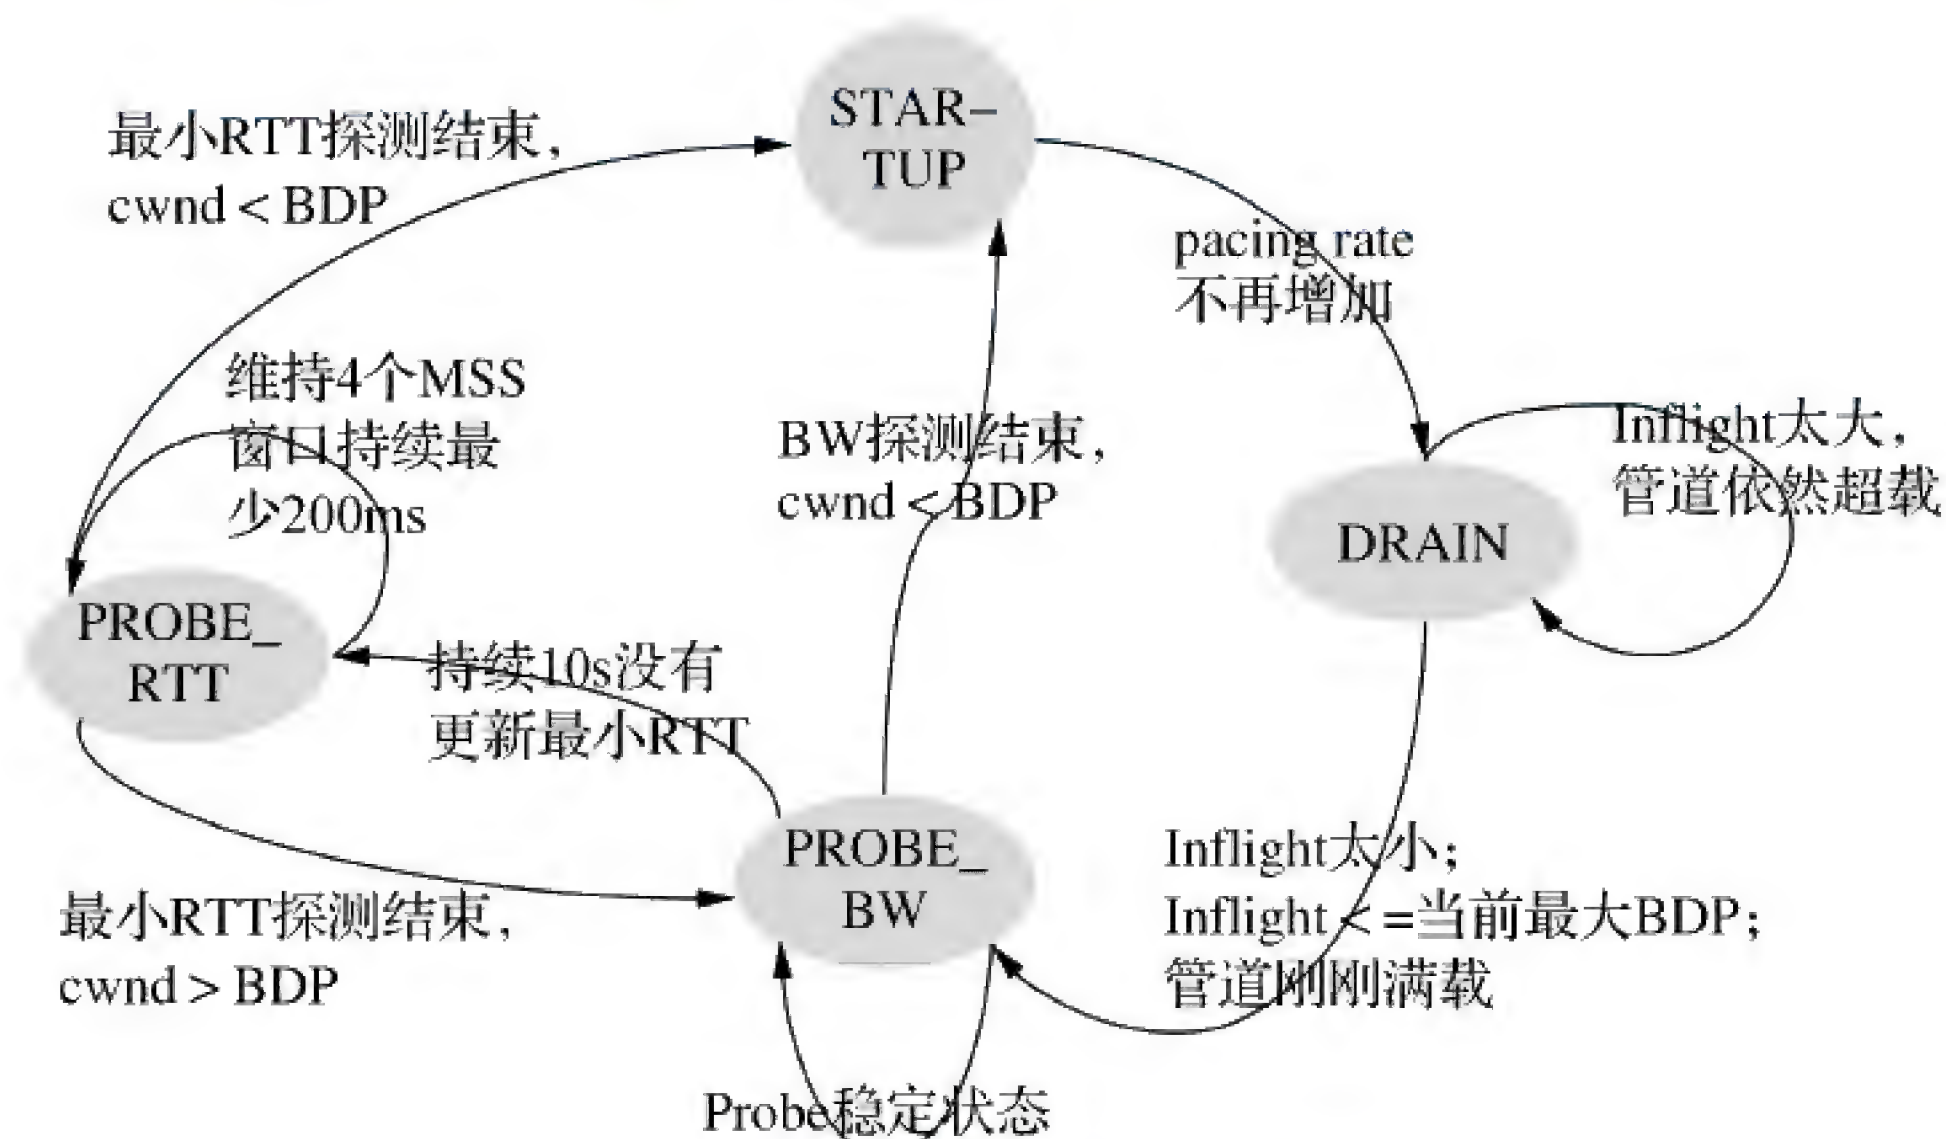 STAR-
TUP
最小RTT探测结束，
cwnd < BDP
pacing rate
不再增加
维持4个MSS
窗口持续最
少200ms
BW探测结束，
cwnd < BDP
Inflight太大，
管道依然超载
DRAIN
PROBE_
RTT
持续10s没有
更新最小RTT
PROBE_
BW
Inflight太小；
Inflight < =当前最大BDP；
管道刚刚满载
最小RTT探测结束，
cwnd > BDP
Probe稳定状态